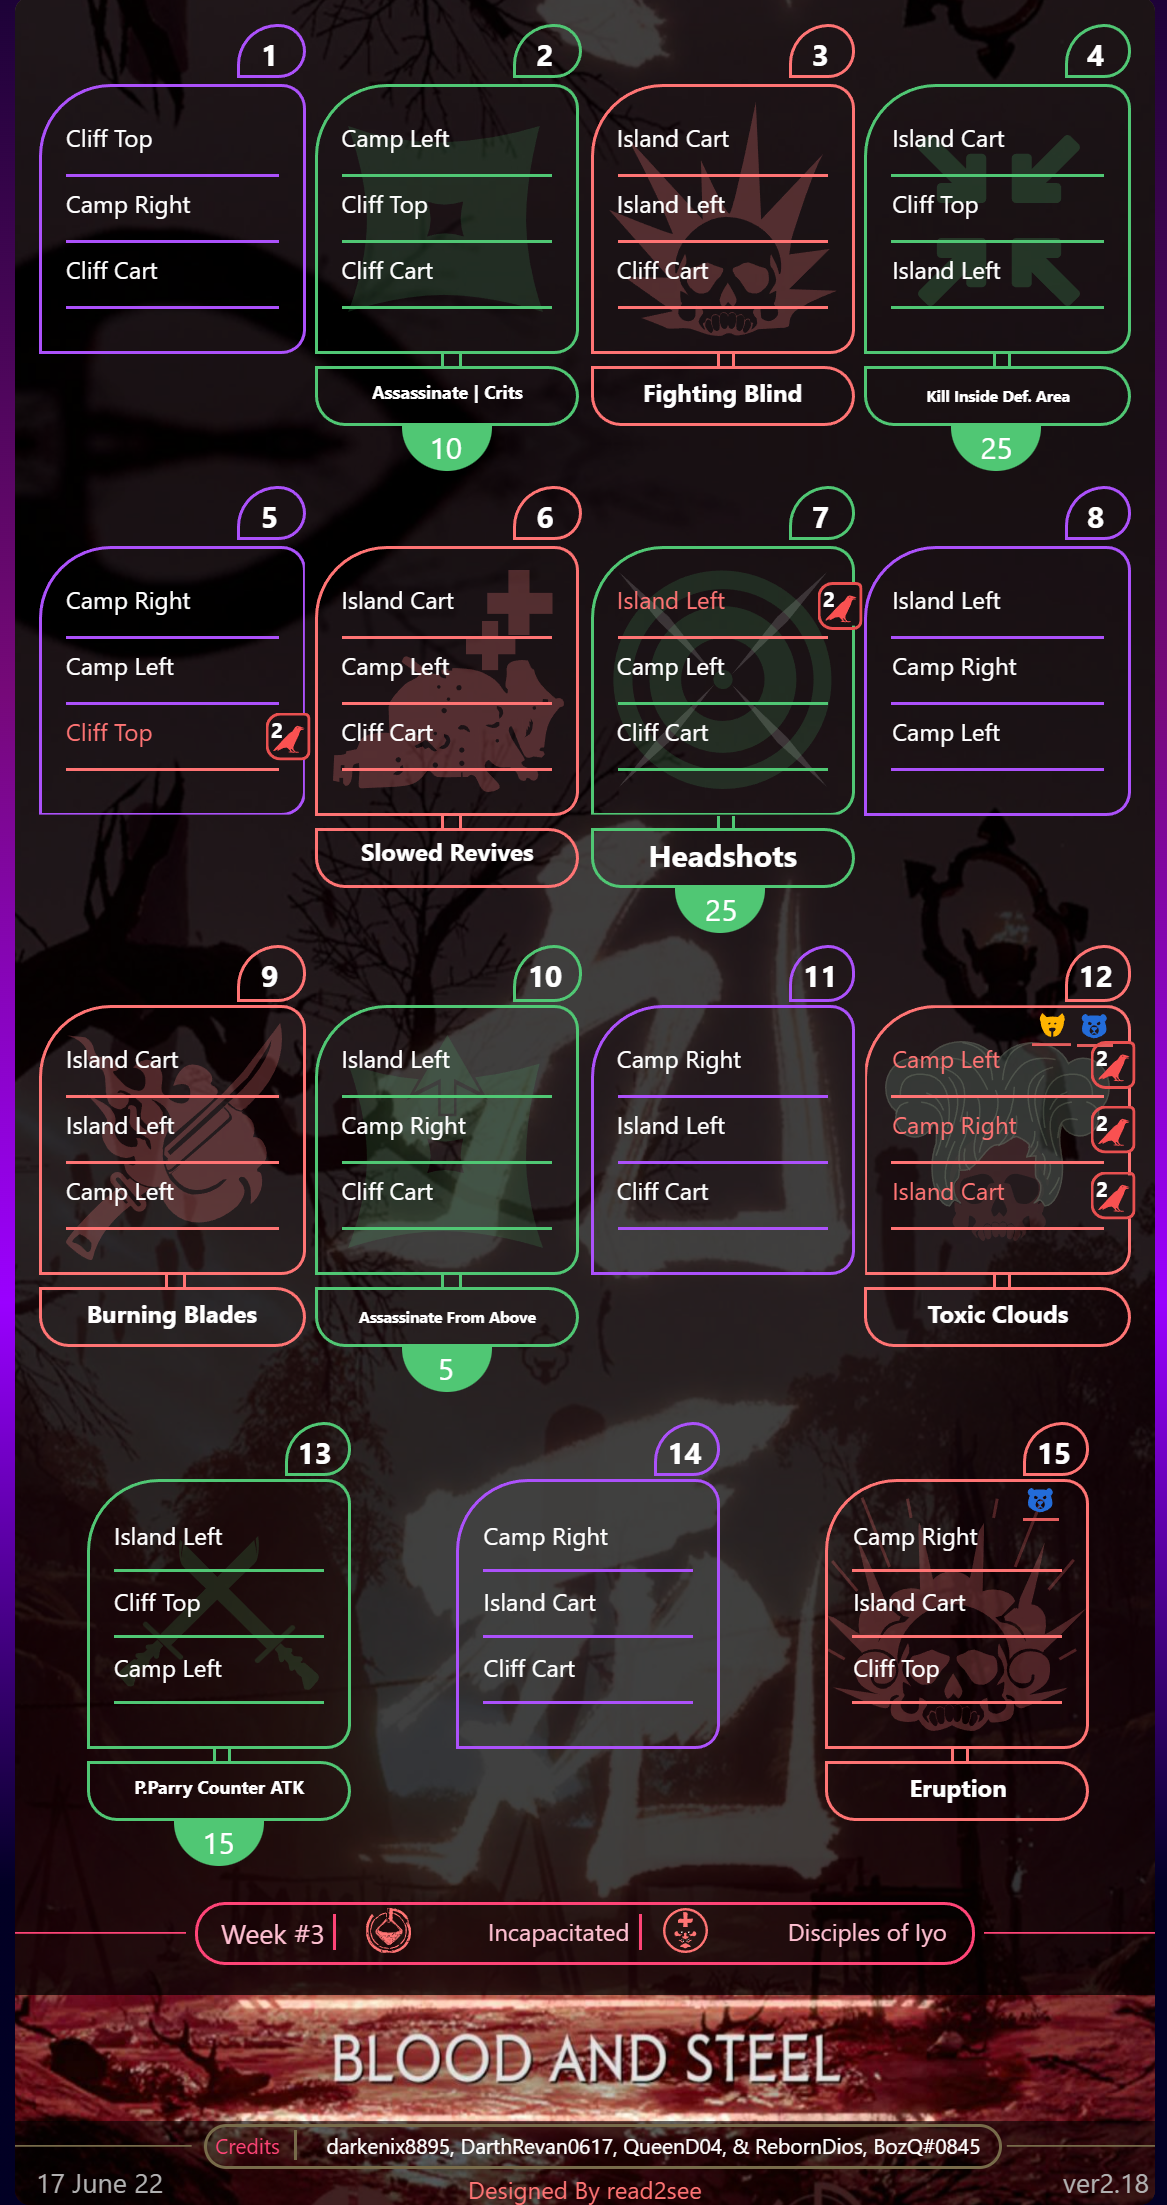 1
Cliff Top
Camp Right
Cliff Cart
2
Camp Left
Cliff Top
Cliff Cart
Assassinate | Crits
10
3
Island Cart
Island Left
Cliff Cart
Fighting Blind
4
Island Cart
Cliff Top
Island Left
Kill Inside Def. Area
25
5
Camp Right
Camp Left
Cliff Top
2
6
Island Cart
Camp Left
Cliff Cart
Slowed Revives
7
Island Left
2
Camp Left
Cliff Cart
Headshots
25
8
Island Left
Camp Right
Camp Left
9
Island Cart
Island Left
Camp Left
Burning Blades
10
Island Left
Camp Right
Cliff Cart
Assassinate From Above
5
11
Camp Right
Island Left
Cliff Cart
12
Camp Left
2
Camp Right
2
Island Cart
2
Toxic Clouds
13
Island Left
Cliff Top
Camp Left
P.Parry Counter ATK
15
14
Camp Right
Island Cart
Cliff Cart
15
Camp Right
Island Cart
Cliff Top
Eruption
Week #3 | Incapacitated | Disciples of Iyo
BLOOD AND STEEL
Credits | darkenix8895, DarthRevan0617, QueenD04, & RebornDios, BozQ#0845
17 June 22
Designed By read2see
ver2.18